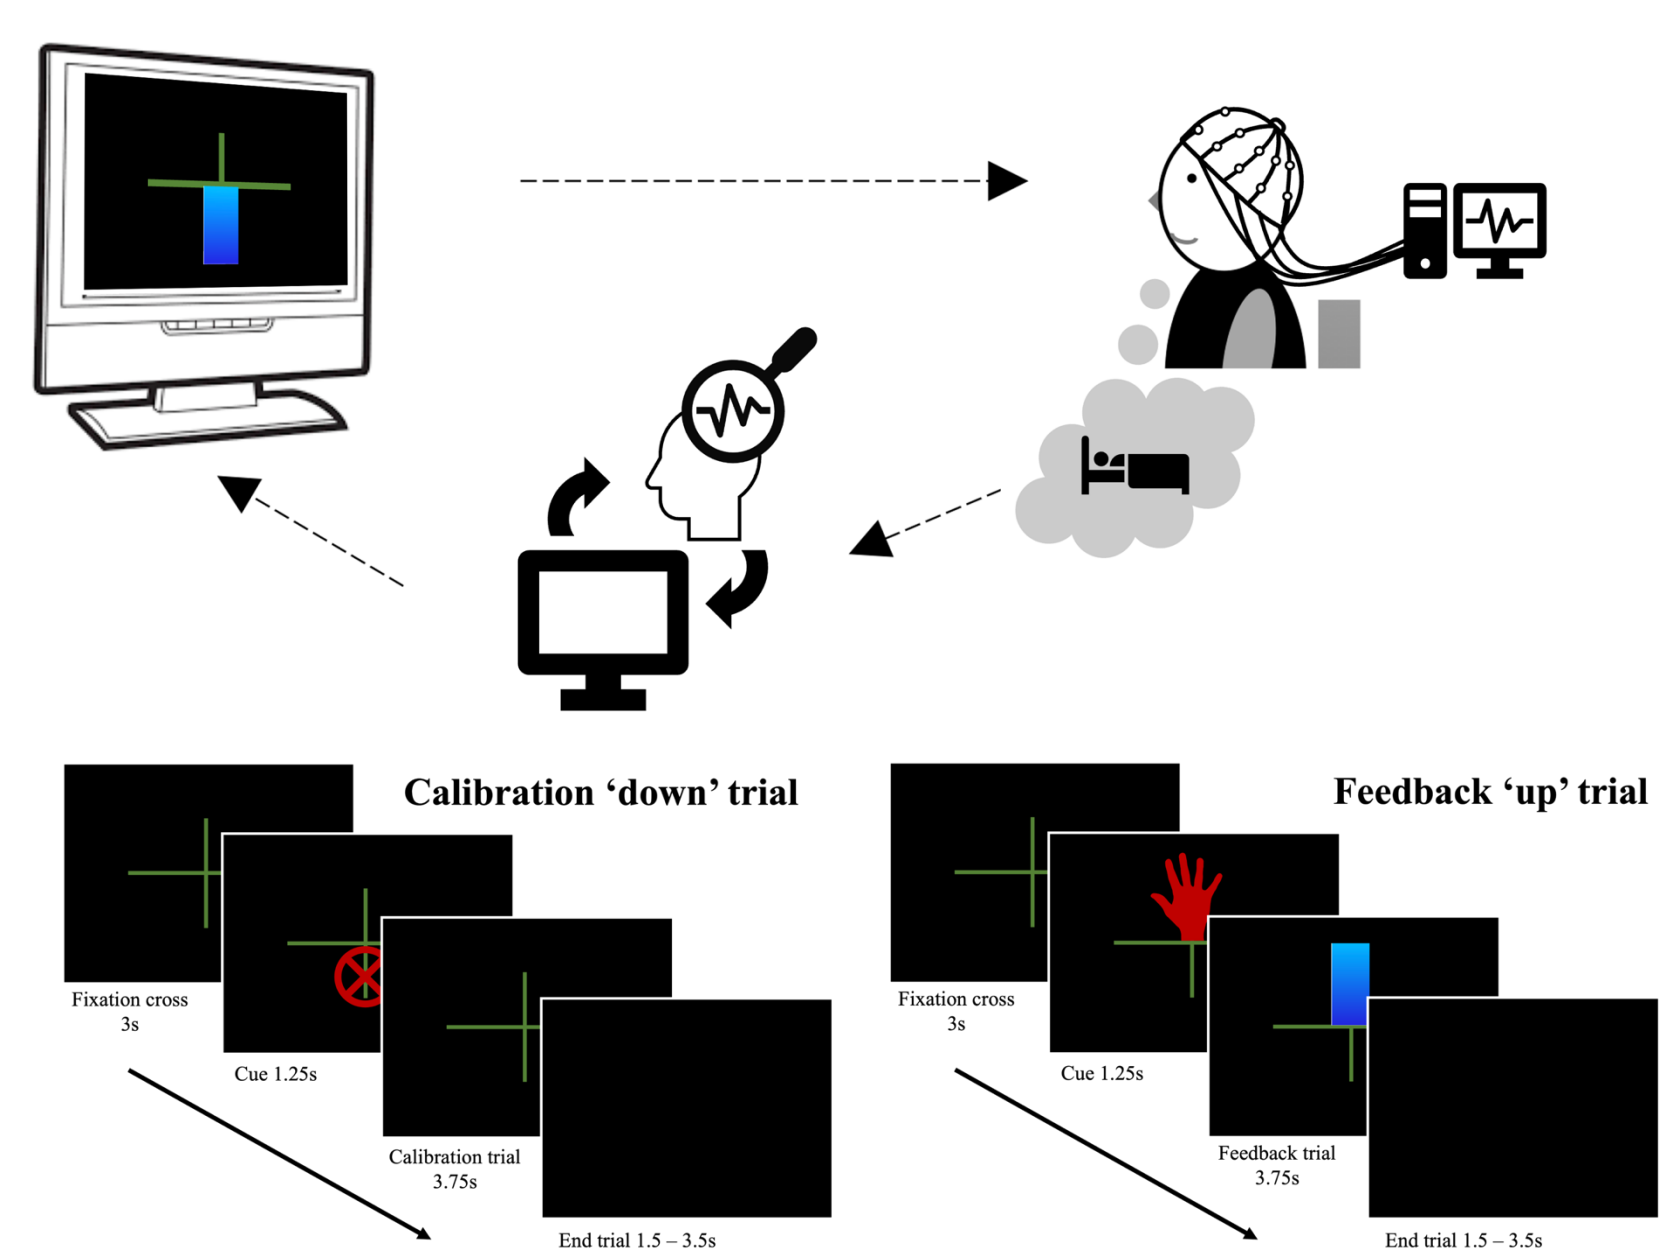 Calibration ‘down’ trial
Fixation cross
3s
Cue 1.25s
Calibration trial
3.75s
End trial 1.5 – 3.5s
Feedback ‘up’ trial
Fixation cross
3s
Cue 1.25s
Feedback trial
3.75s
End trial 1.5 – 3.5s